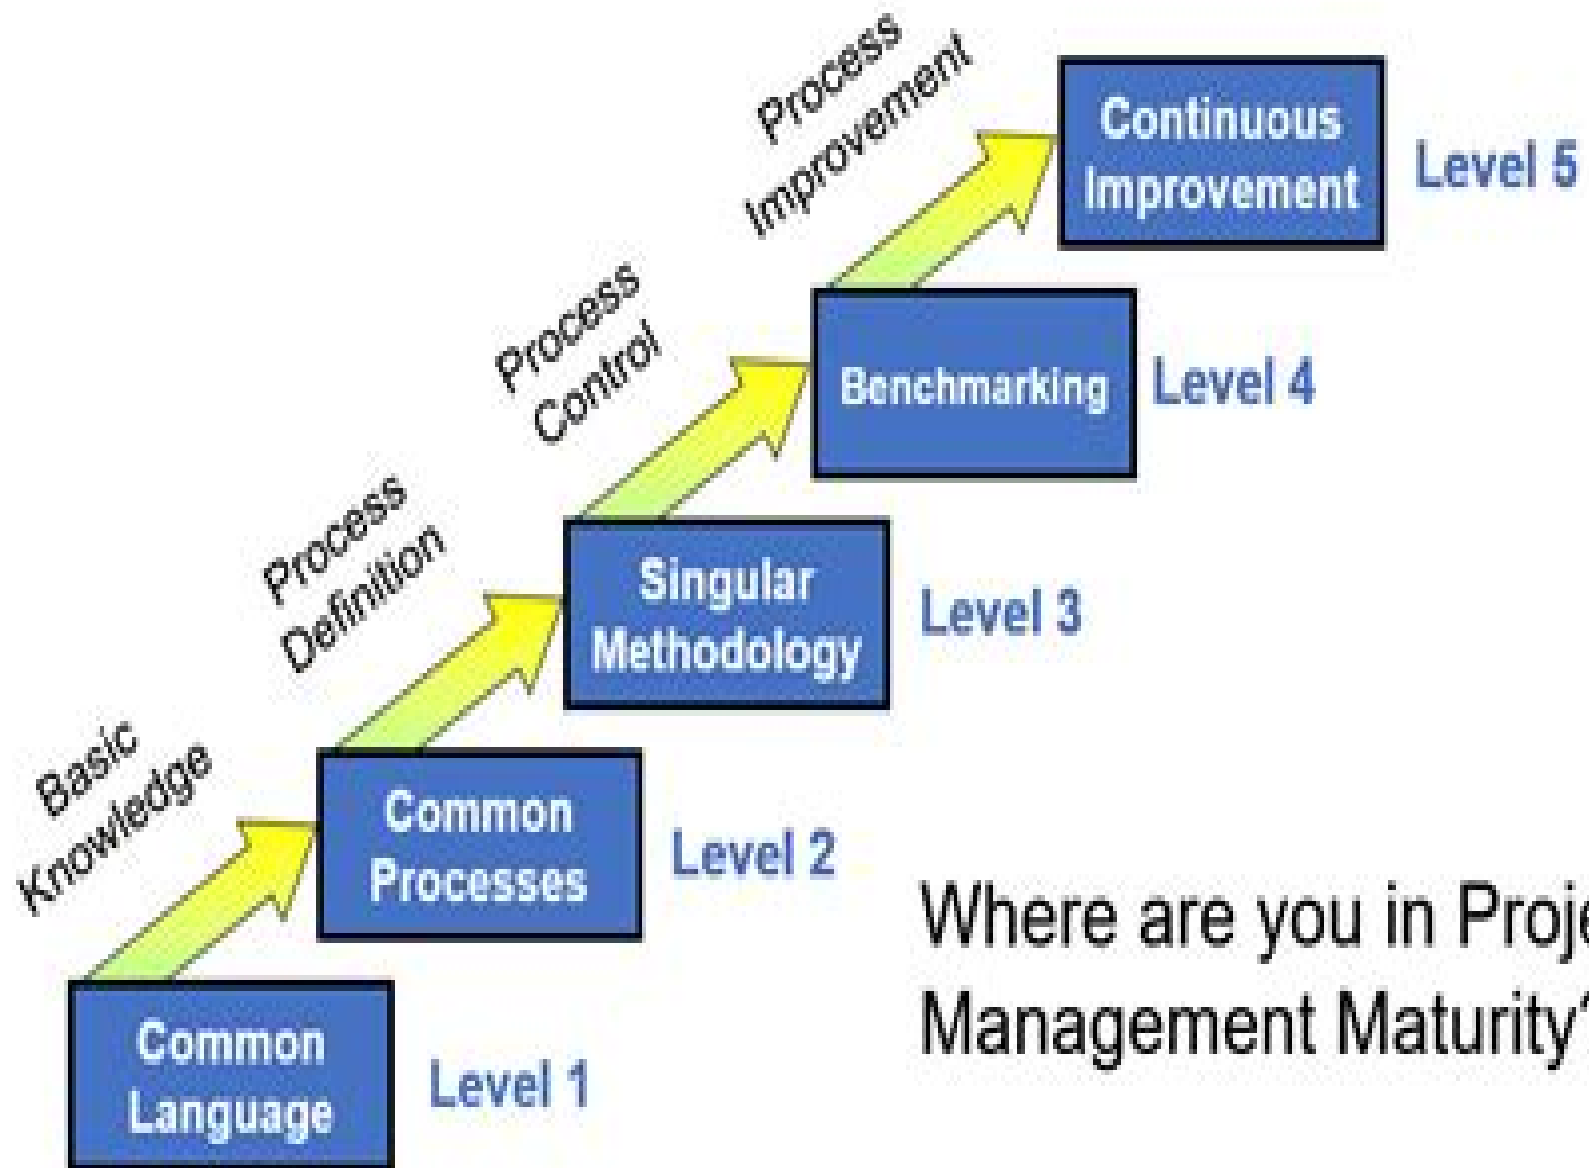 Process
Improvement
Continuous
Improvement
Level 5
Process
Control
Benchmarking
Level 4
Process
Definition
Singular
Methodology
Level 3
Basic
Knowledge
Common
Processes
Level 2
Where are you in Proje
Management Maturity?
Common
Language
Level 1